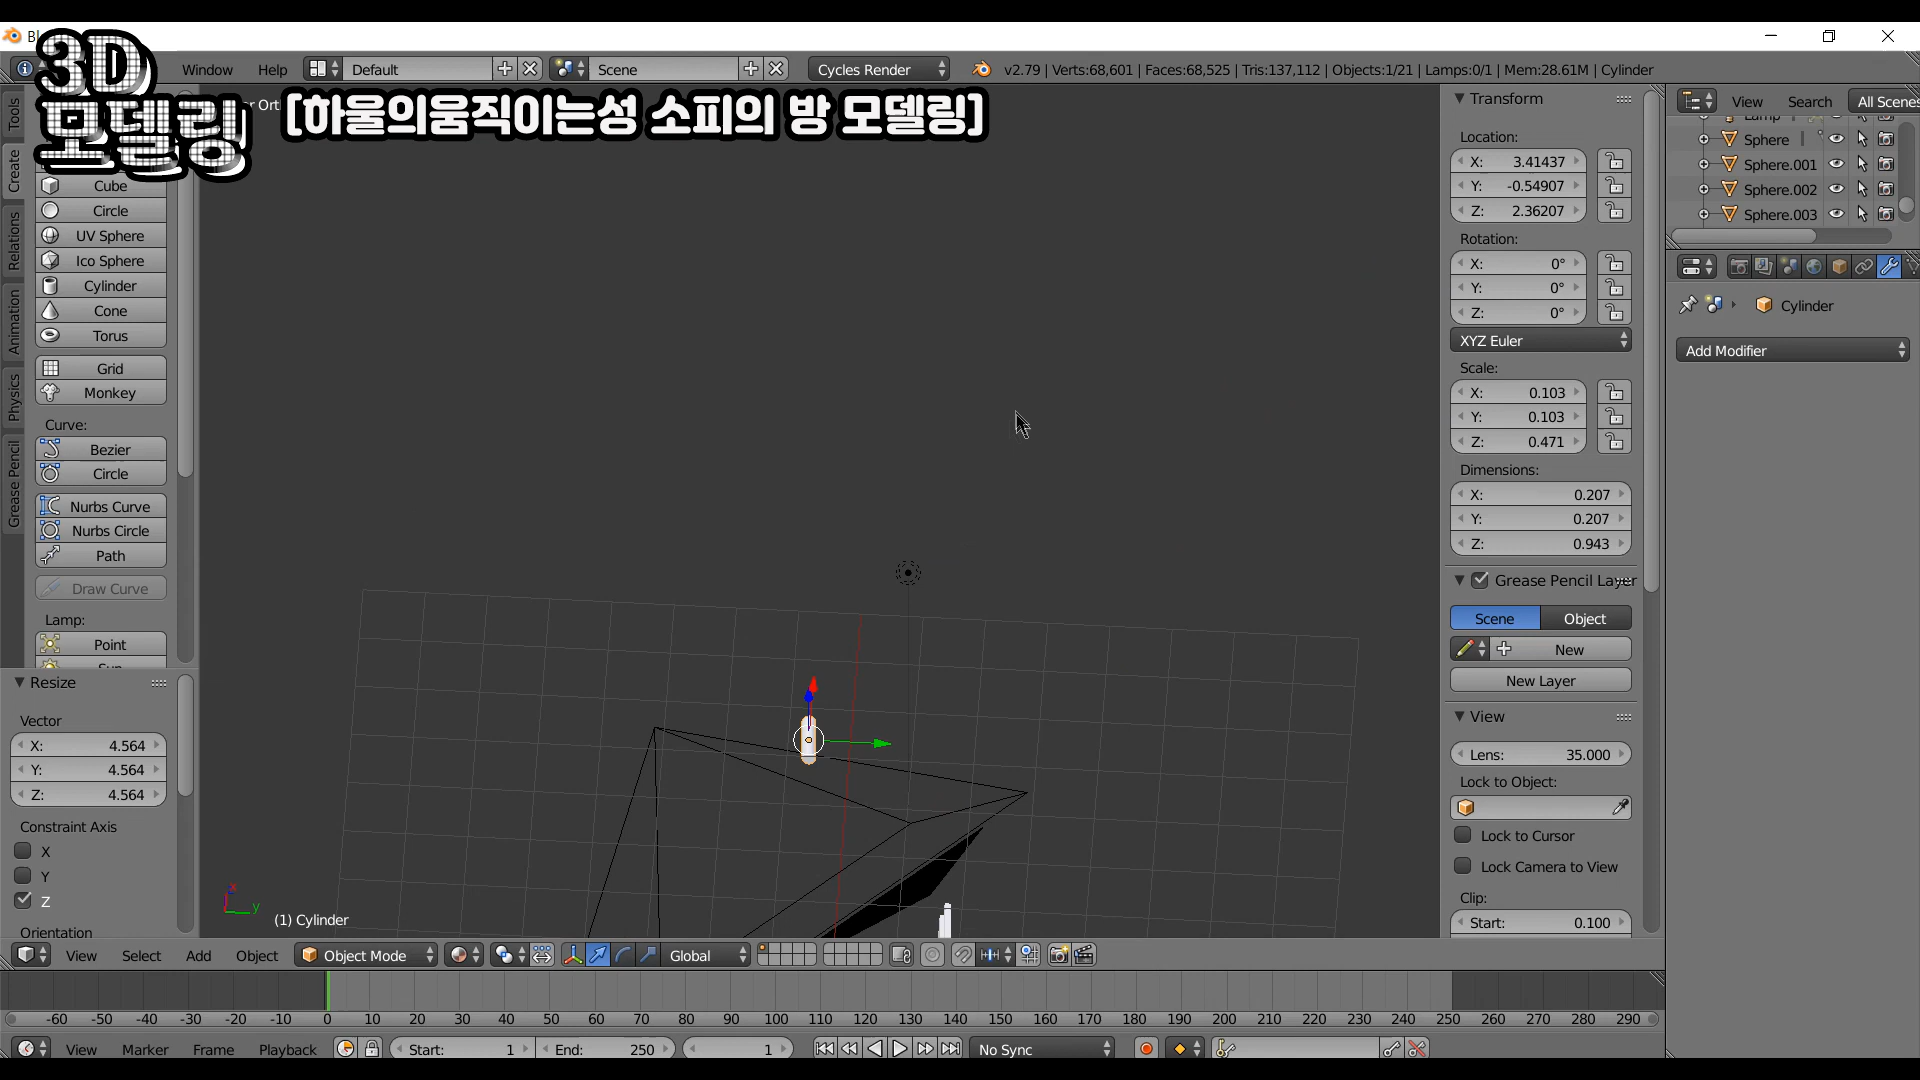 3D
모델링
[하울의움직이는성 소피의 방 모델링]
Bl
Window
Help
Default
Scene
Cycles Render
v2.79 | Verts:68,601 | Faces:68,525 | Tris:137,112 | Objects:1/21 | Lamps:0/1 | Mem:28.61M | Cylinder
Tools
Create
Relations
Animation
Physics
Grease Pencil
Cube
Circle
UV Sphere
Ico Sphere
Cylinder
Cone
Torus
Grid
Monkey
Curve:
Bezier
Circle
Nurbs Curve
Nurbs Circle
Path
Draw Curve
Lamp:
Point
Sun
Resize
Vector
X: 4.564
Y: 4.564
Z: 4.564
Constraint Axis
X
Y
Z
Orientation
x
y
(1) Cylinder
Transform
Location:
X: 3.41437
Y: -0.54907
Z: 2.36207
Rotation:
X: 0°
Y: 0°
Z: 0°
XYZ Euler
Scale:
X: 0.103
Y: 0.103
Z: 0.471
Dimensions:
X: 0.207
Y: 0.207
Z: 0.943
Grease Pencil Layer
Scene Object
New
New Layer
View
Lens: 35.000
Lock to Object:
Lock to Cursor
Lock Camera to View
Clip:
Start: 0.100
View Search All Scenes
Lamp
Sphere
Sphere.001
Sphere.002
Sphere.003
Cylinder
Add Modifier
View Select Add Object Object Mode Global
-60 -50 -40 -30 -20 -10 0 10 20 30 40 50 60 70 80 90 100 110 120 130 140 150 160 170 180 190 200 210 220 230 240 250 260 270 280 290
View Marker Frame Playback Start: 1 End: 250 1 No Sync